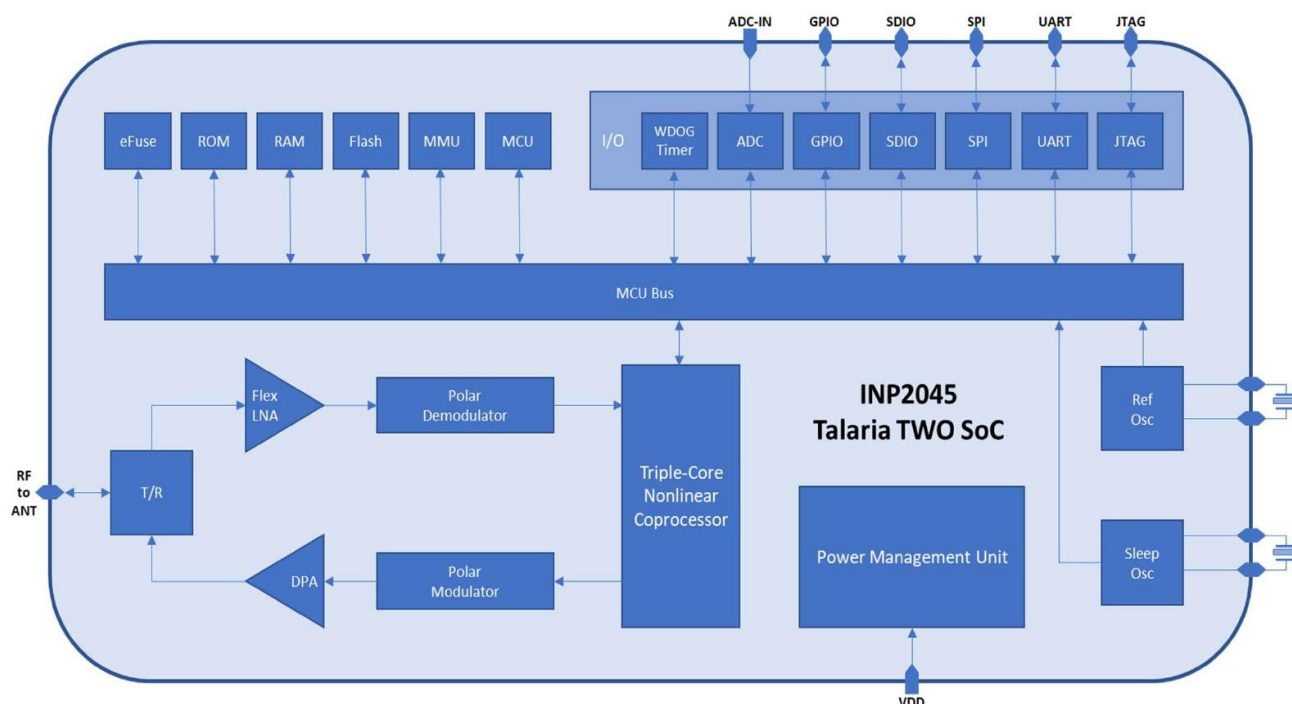 ADC-IN GPIO SDIO SPI UART JTAG
eFuse ROM RAM Flash MMU MCU
I/O
WDOG
Timer
ADC GPIO SDIO SPI UART JTAG
MCU Bus
Flex
LNA
Polar
Demodulator
INP2045
Talaria TWO SoC
Ref
Osc
RF
to
ANT
T/R
Triple-Core
Nonlinear
Coprocessor
DPA
Polar
Modulator
Power Management Unit
Sleep
Osc
VDD